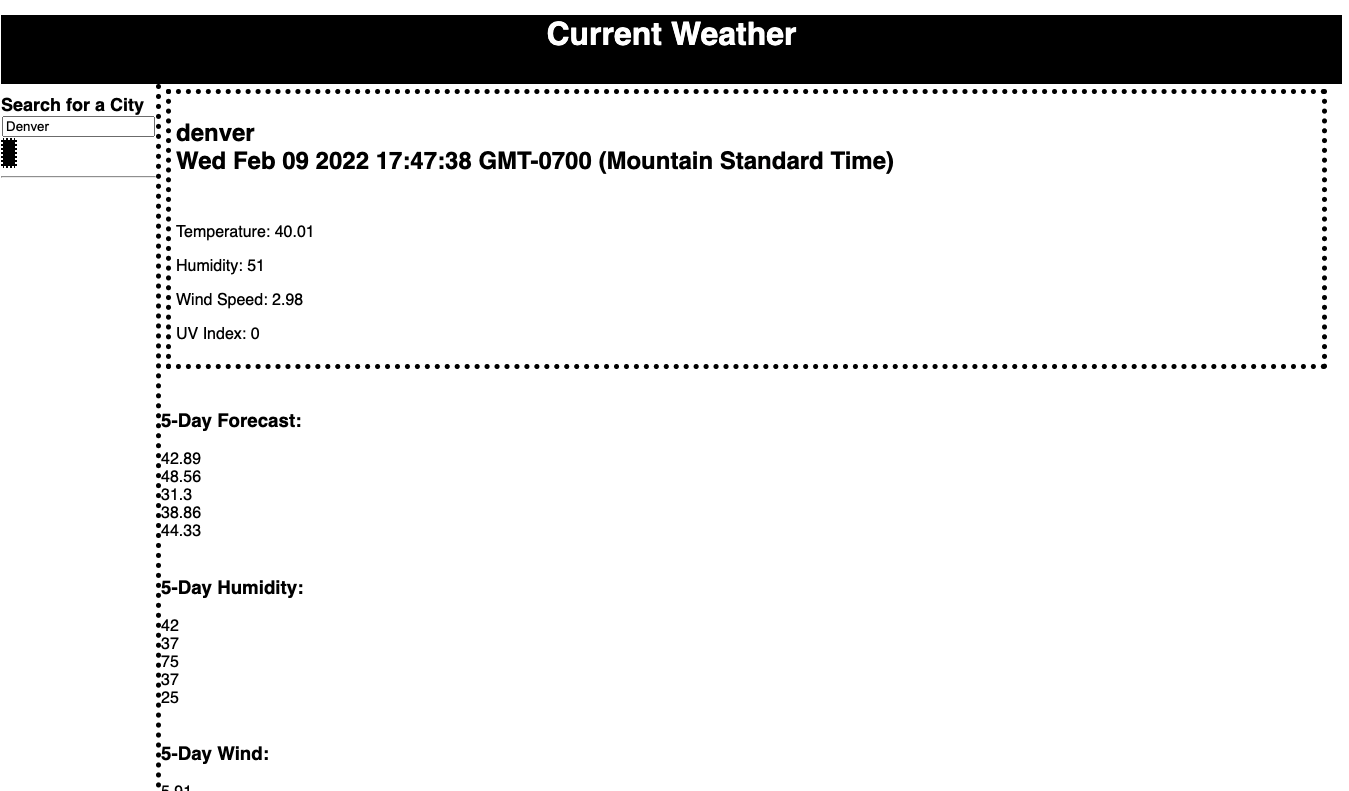 Current Weather
Search for a City
Denver
denver
Wed Feb 09 2022 17:47:38 GMT-0700 (Mountain Standard Time)
Temperature: 40.01
Humidity: 51
Wind Speed: 2.98
UV Index: 0
5-Day Forecast:
42.89
48.56
31.3
38.86
44.33
5-Day Humidity:
42
37
75
37
25
5-Day Wind:
5.91